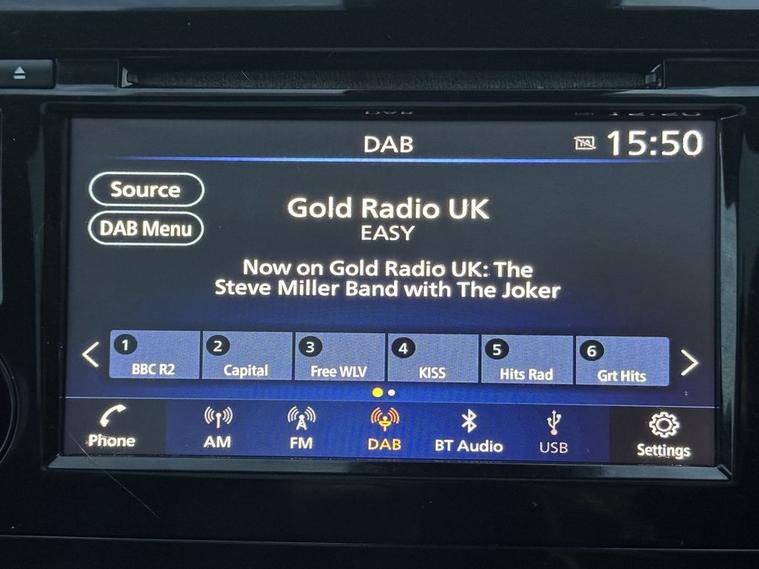 DAB
TA
15:50
Source
DAB Menu
Gold Radio UK
EASY
Now on Gold Radio UK: The
Steve Miller Band with The Joker
1 BBC R2
2 Capital
3 Free WLV
4 KISS
5 Hits Rad
6 Grt Hits
Phone
AM
FM
DAB
BT Audio
USB
Settings